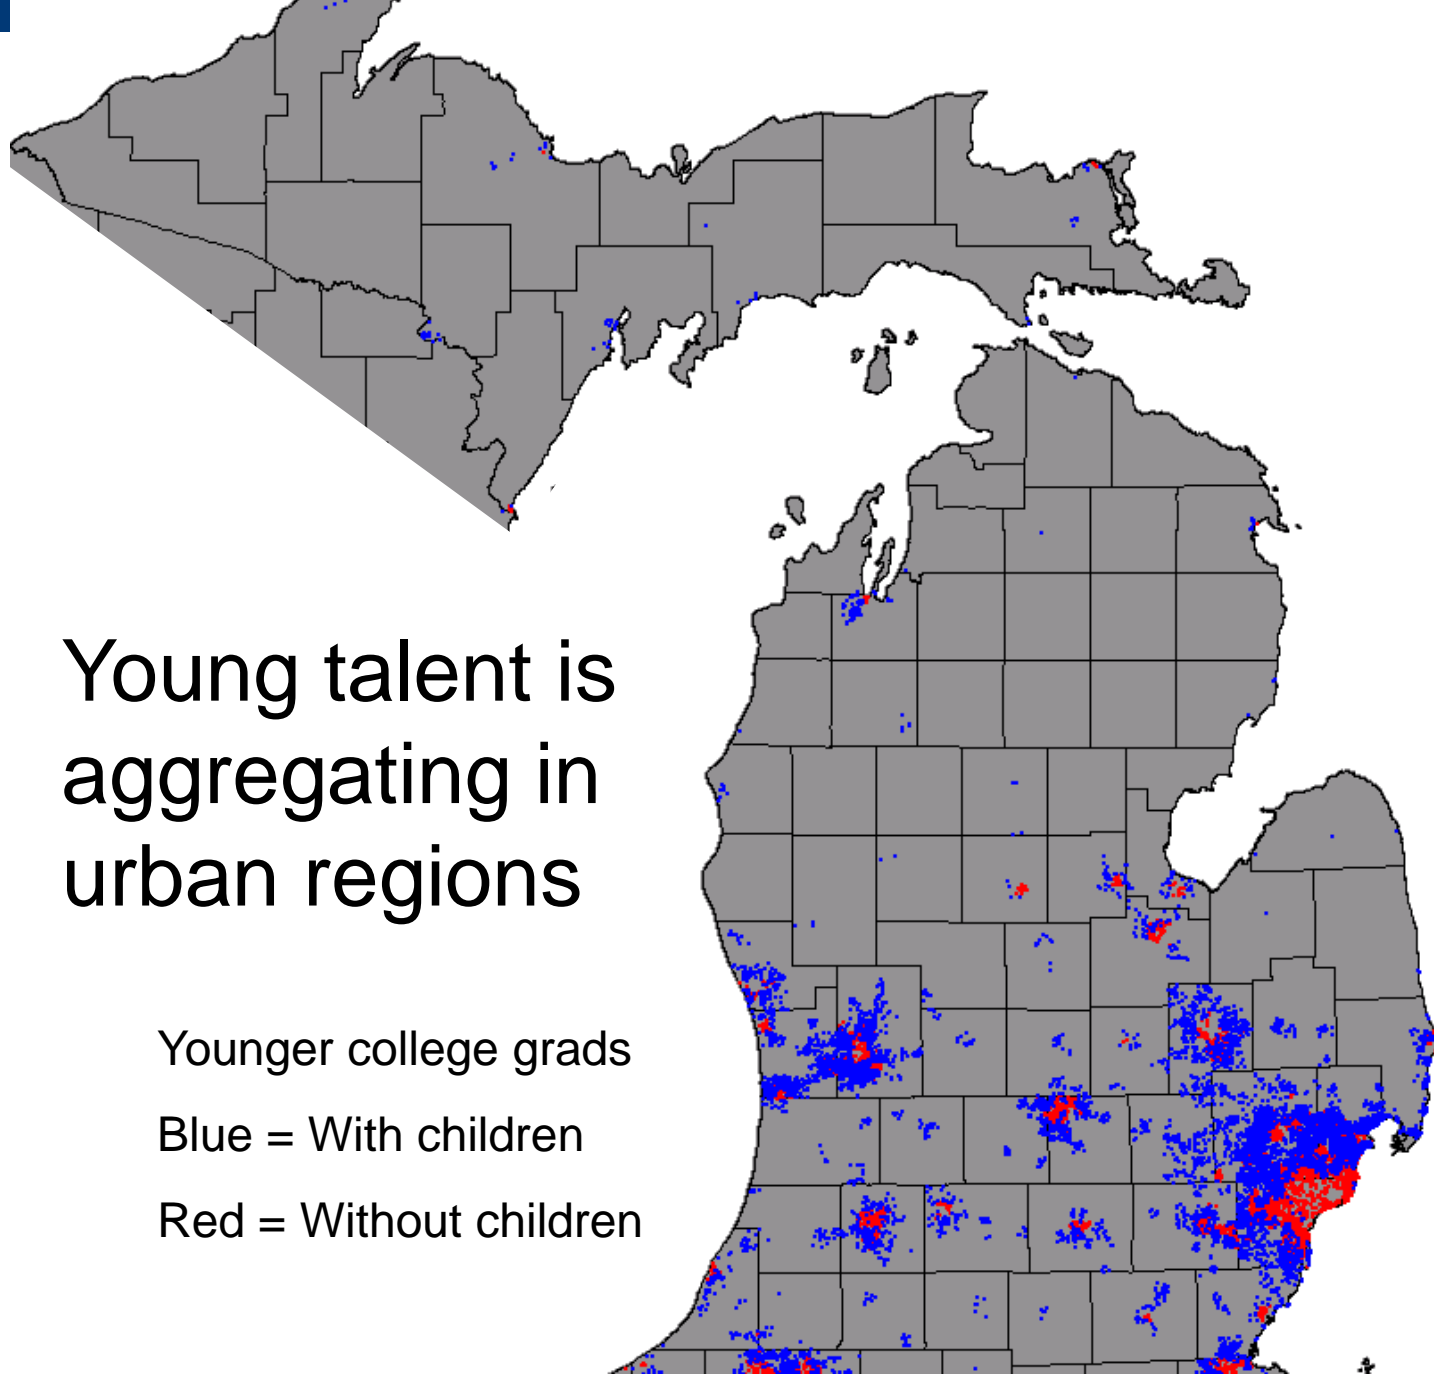 Young talent is
aggregating in
urban regions
Younger college grads
Blue = With children
Red = Without children